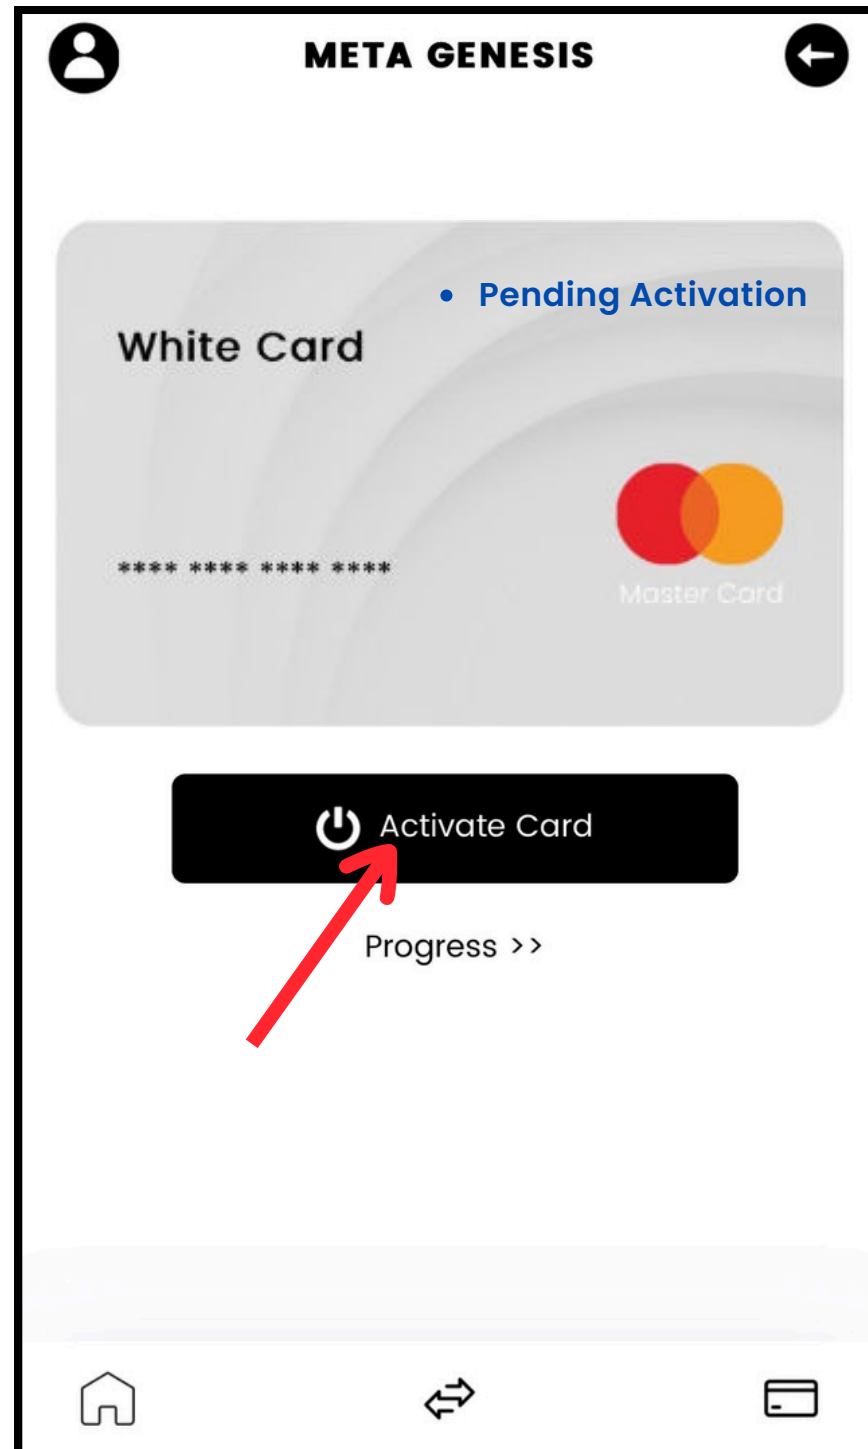 META GENESIS
• Pending Activation
White Card
**** **** **** ****
Master Card
Activate Card
Progress >>